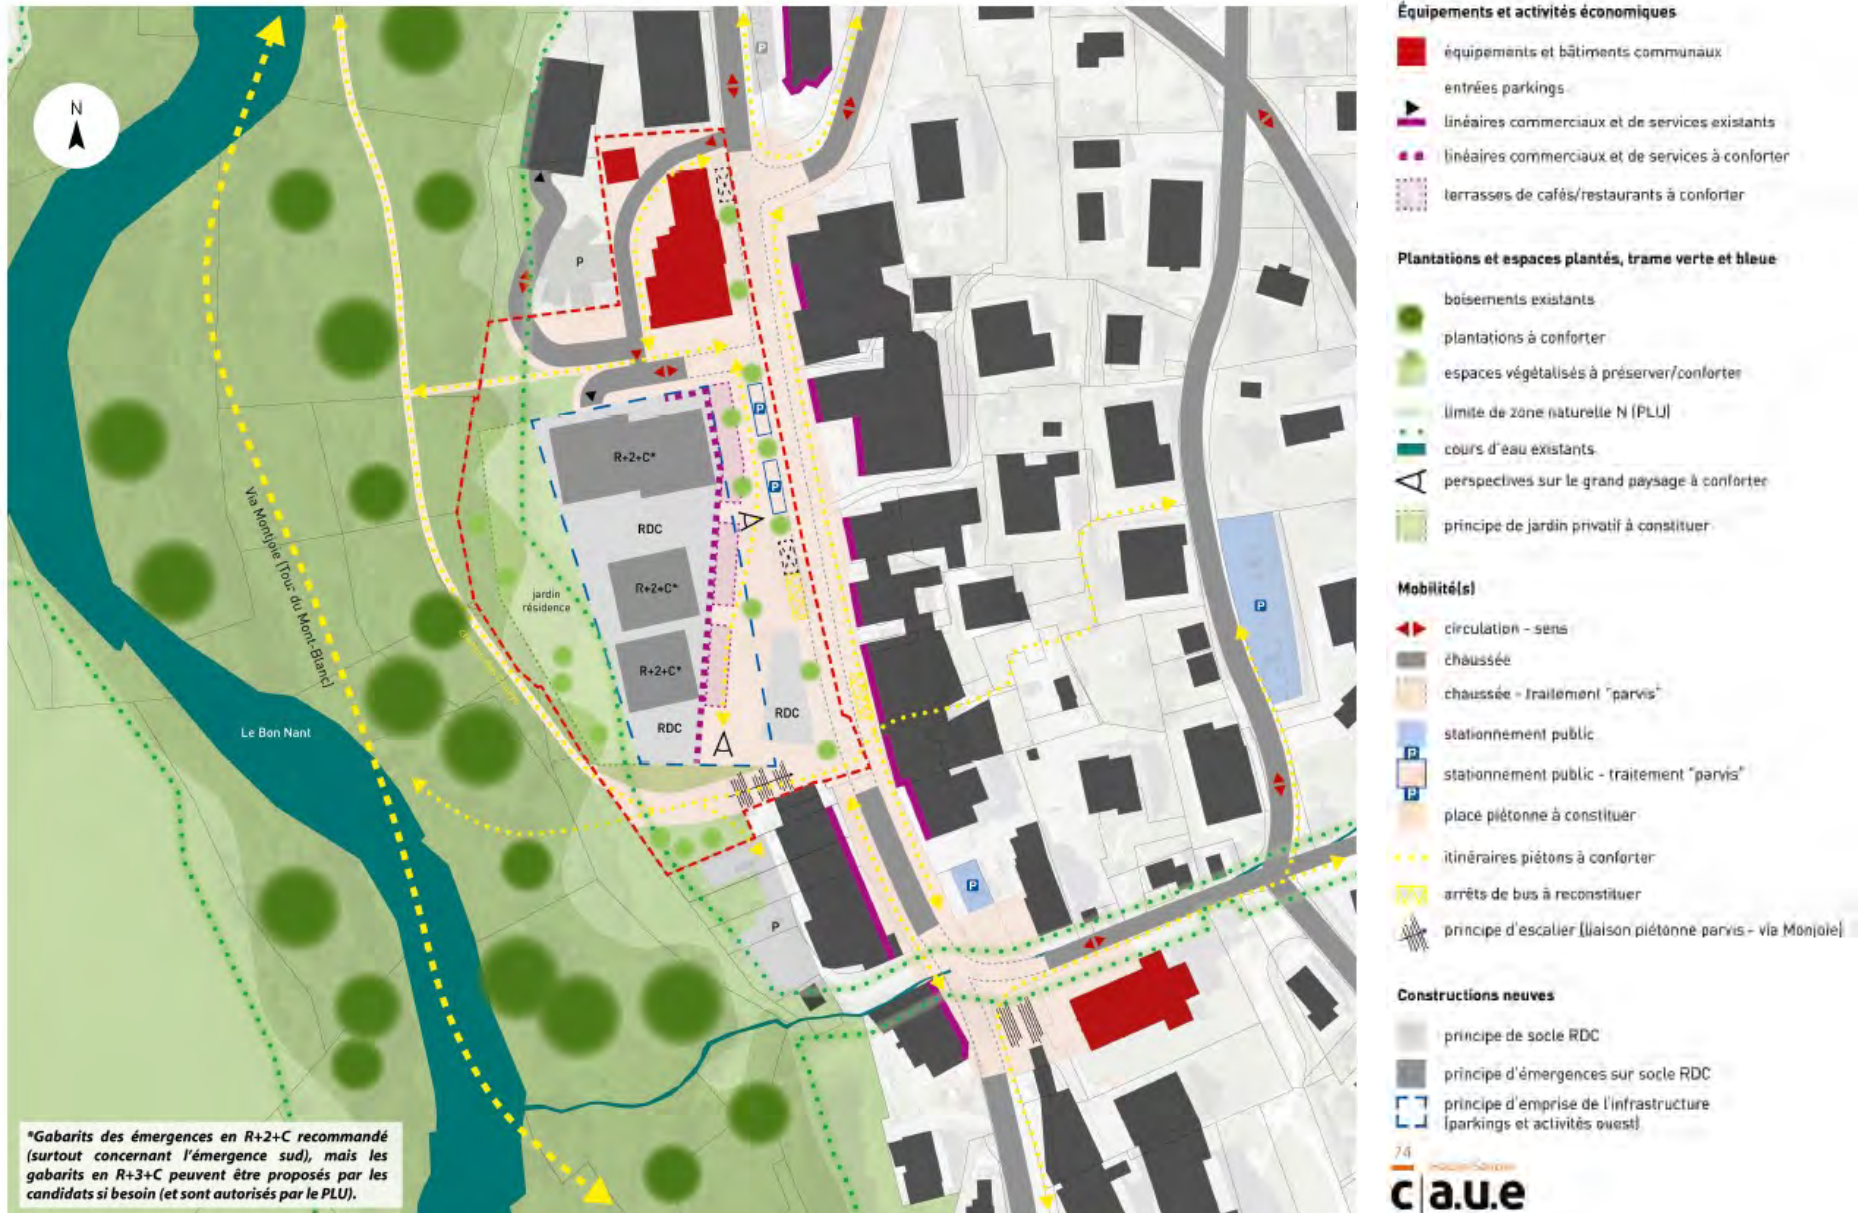 N
P
P
P
P
R+2+C*
RDC
R+2+C*
R+2+C*
RDC
RDC
jardin
résidence
P
P
P
Via Montjoie (Tour du Mont-Blanc)
Le Bon Nant
*Gabarits des émergences en R+2+C recommandé
(surtout concernant l'émergence sud), mais les
gabarits en R+3+C peuvent être proposés par les
candidats si besoin (et sont autorisés par le PLU).
Équipements et activités économiques
équipements et bâtiments communaux
entrées parkings
linéaires commerciaux et de services existants
linéaires commerciaux et de services à conforter
terrasses de cafés/restaurants à conforter
Plantations et espaces plantés, trame verte et bleue
boisements existants
plantations à conforter
espaces végétalisés à préserver/conforter
limite de zone naturelle N (PLU)
cours d'eau existants
perspectives sur le grand paysage à conforter
principe de jardin privatif à constituer
Mobilité(s)
circulation - sens
chaussée
chaussée - traitement "parvis"
stationnement public
P
stationnement public - traitement "parvis"
P
place piétonne à constituer
itinéraires piétons à conforter
arrêts de bus à reconstituer
principe d'escalier (liaison piétonne parvis - via Monjoie)
Constructions neuves
principe de socle RDC
principe d'émergences sur socle RDC
principe d'emprise de l'infrastructure
(parkings et activités ouest)
74
c|a.u.e